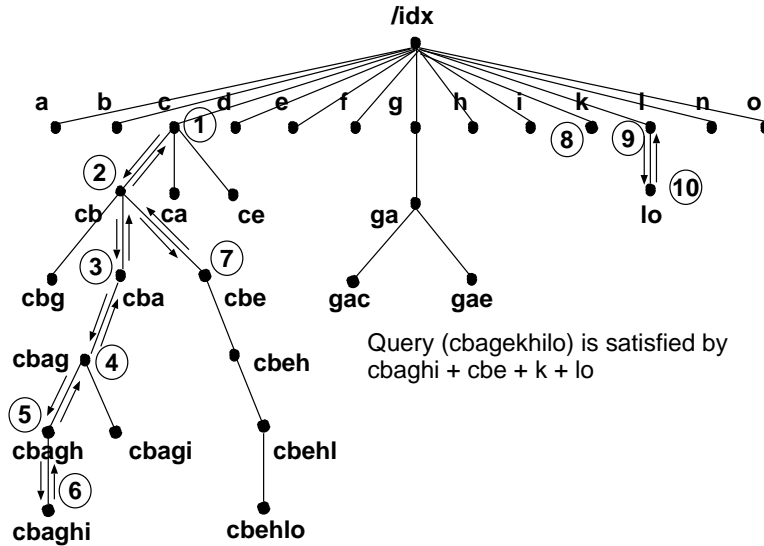 /idx
a b c d e f g h i k l n o
1 8 9
2 10
cb ca ce ga lo
3 7
cbg cba cbe gac gae
Query (cbagekhilo) is satisfied by
cbaghi + cbe + k + lo
cbag 4 cbeh
5
cbagh cbagi cbehl
6
cbaghi cbehlo